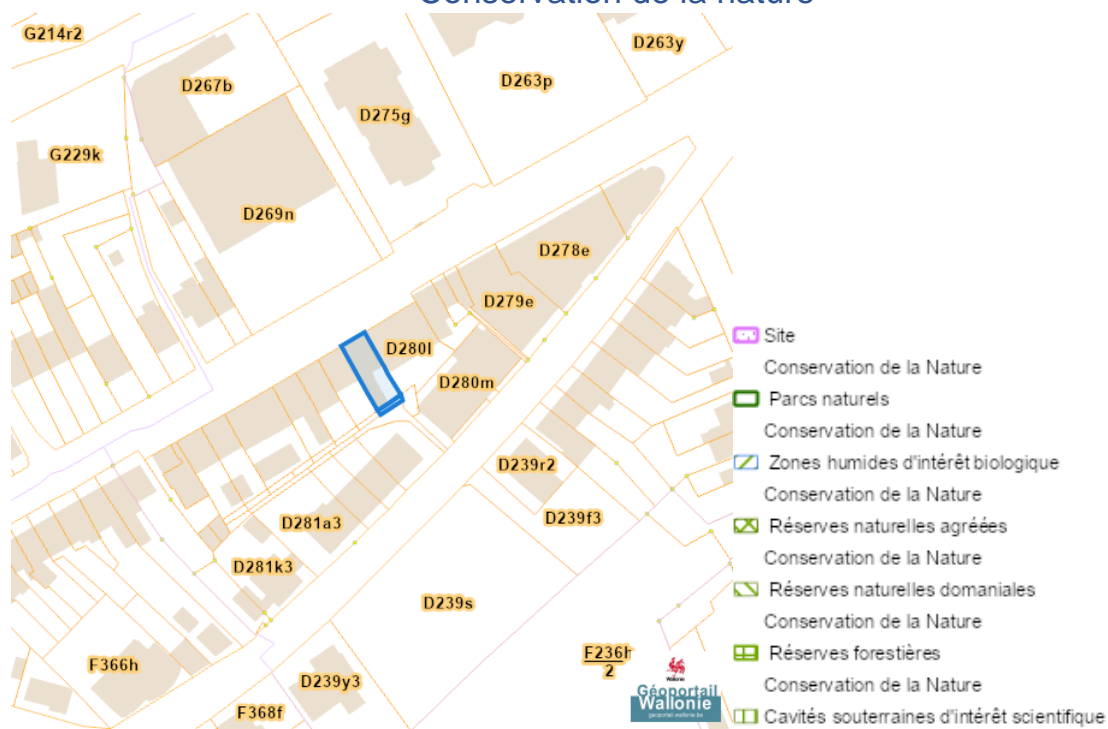 Conservation de la nature
G214r2
D263y
D267b
D263p
D275g
G229k
D269n
D278e
D279e
D280l
D280m
D239r2
D281a3
D239f3
D281k3
D239s
F366h
D239y3
F236h
2
F368f
Wallonie
Géoportail
Wallonie
geoportail.wallonie.be
Site
Conservation de la Nature
Parcs naturels
Conservation de la Nature
Zones humides d'intérêt biologique
Conservation de la Nature
Réserves naturelles agréées
Conservation de la Nature
Réserves naturelles domaniales
Conservation de la Nature
Réserves forestières
Conservation de la Nature
Cavités souterraines d'intérêt scientifique